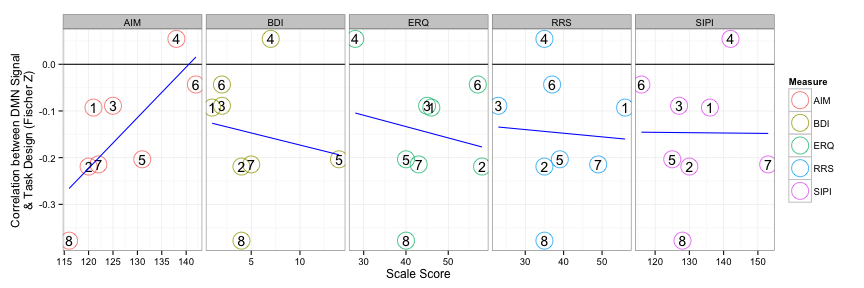 AIM BDI ERQ RRS SIPI
Correlation between DMN Signal
& Task Design (Fischer Z)
0.0
-0.1
-0.2
-0.3
4 6 1 3 5 2 7 8
4 6 1 3 5 2 7 8
4 6 3 1 5 7 2 8
4 6 3 1 5 2 7 8
4 6 3 1 5 2 7 8
115 120 125 130 135 140
5 10
30 40 50
30 40 50
120 130 140 150
Scale Score
Measure
AIM
BDI
ERQ
RRS
SIPI